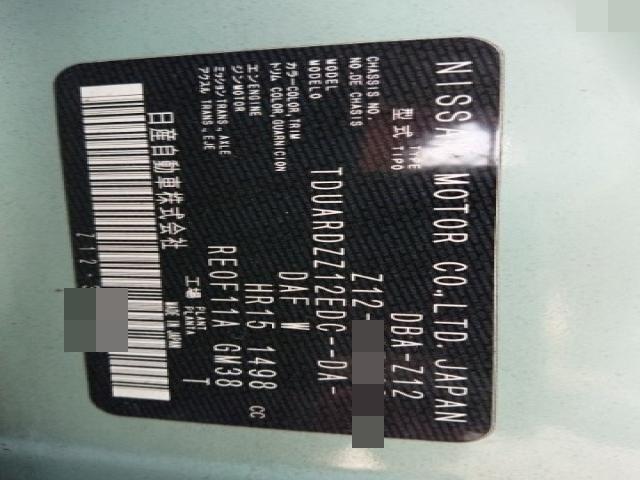 NISSAN MOTOR CO.,LTD. JAPAN
型式 TYPE TIPO DBA-Z12
CHASSIS NO. NO. DE CHASIS Z12-
MODEL MODELO TDUARDZZ12EDC--DA-
カラー COLOR, TRIM トリム COLOR, GUARNICION DAF W
エンジン ENGINE MOTOR HR15 1498 CC
ミッション TRANS., AXLE アクスル TRANS., EJE RE0F11A GW38
工場 PLANT PLANTA T
日産自動車株式会社 MADE IN JAPAN
Z12-